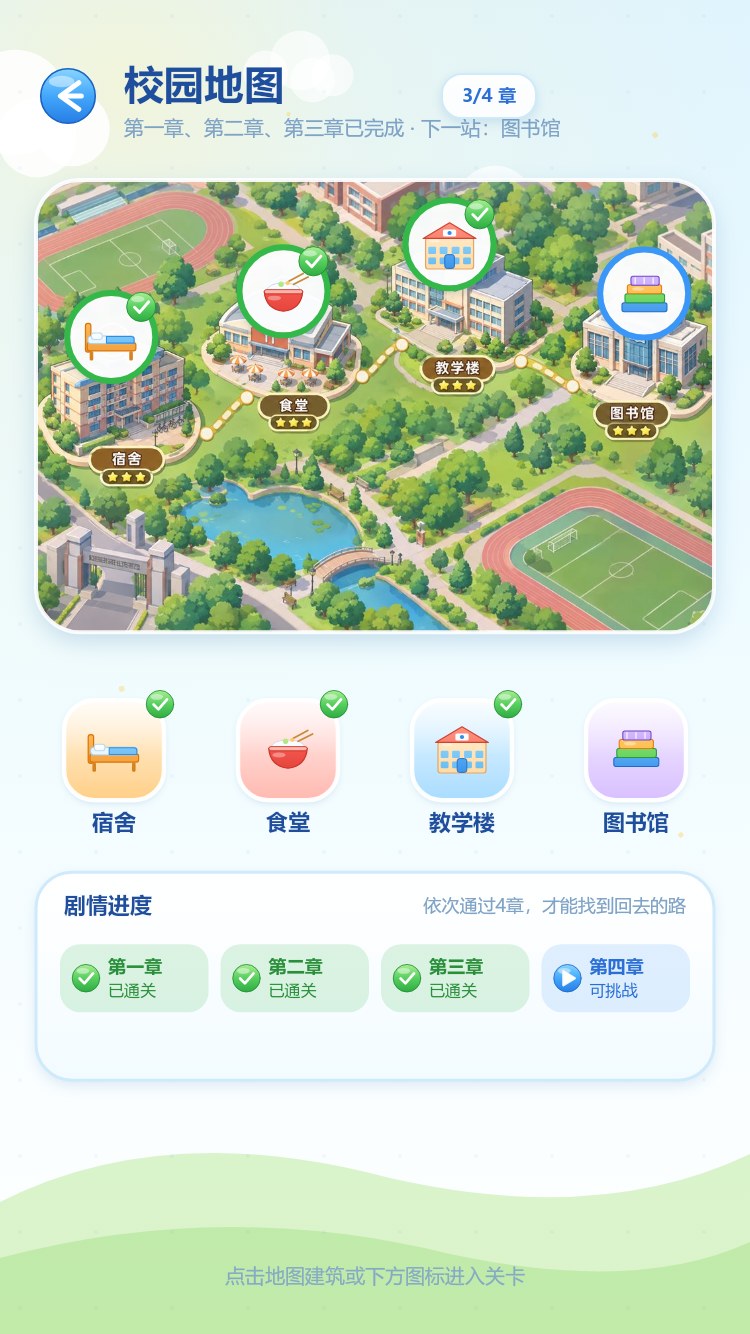 校园地图
3/4 章
第一章、第二章、第三章已完成 · 下一站：图书馆
教学楼
食堂
图书馆
宿舍
宿舍
食堂
教学楼
图书馆
剧情进度
依次通过4章，才能找到回去的路
第一章
已通关
第二章
已通关
第三章
已通关
第四章
可挑战
点击地图建筑或下方图标进入关卡